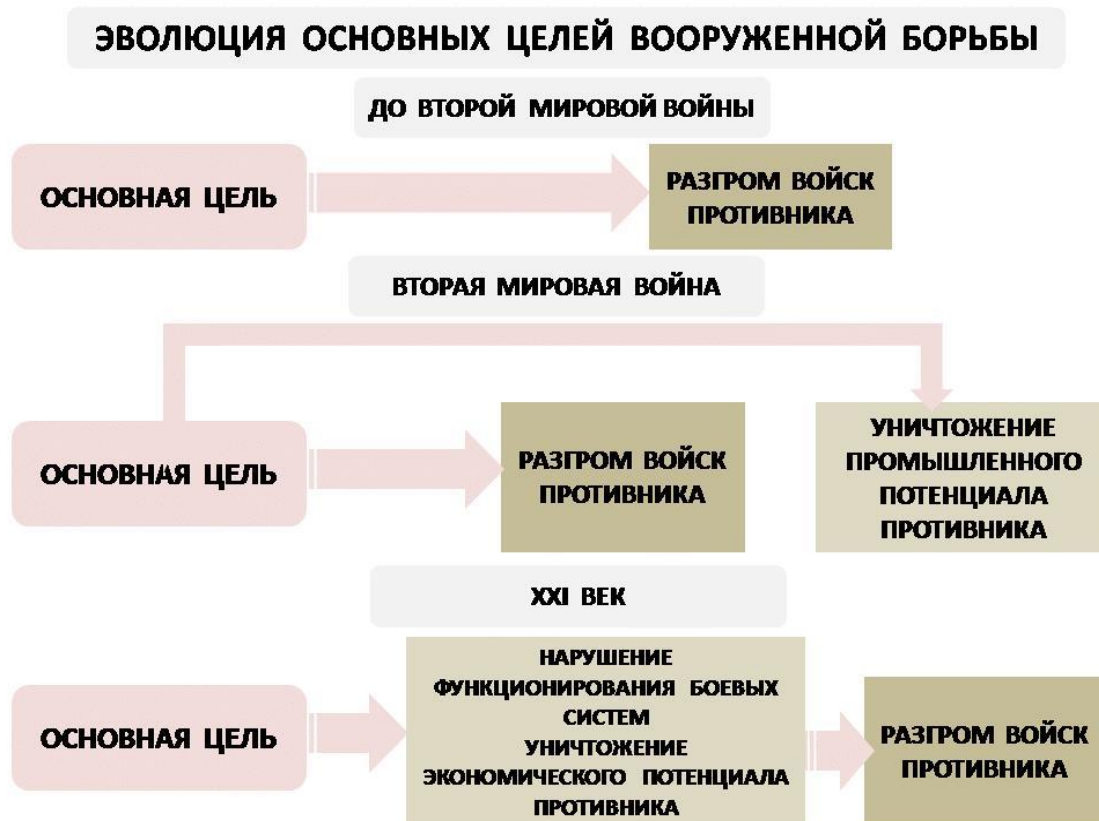 ЭВОЛЮЦИЯ ОСНОВНЫХ ЦЕЛЕЙ ВООРУЖЕННОЙ БОРЬБЫ
ДО ВТОРОЙ МИРОВОЙ ВОЙНЫ
ОСНОВНАЯ ЦЕЛЬ
РАЗГРОМ ВОЙСК
ПРОТИВНИКА
ВТОРАЯ МИРОВАЯ ВОЙНА
ОСНОВНАЯ ЦЕЛЬ
РАЗГРОМ ВОЙСК
ПРОТИВНИКА
УНИЧТОЖЕНИЕ
ПРОМЫШЛЕННОГО
ПОТЕНЦИАЛА
ПРОТИВНИКА
XXI ВЕК
ОСНОВНАЯ ЦЕЛЬ
НАРУШЕНИЕ
ФУНКЦИОНИРОВАНИЯ БОЕВЫХ
СИСТЕМ
УНИЧТОЖЕНИЕ
ЭКОНОМИЧЕСКОГО ПОТЕНЦИАЛА
ПРОТИВНИКА
РАЗГРОМ ВОЙСК
ПРОТИВНИКА